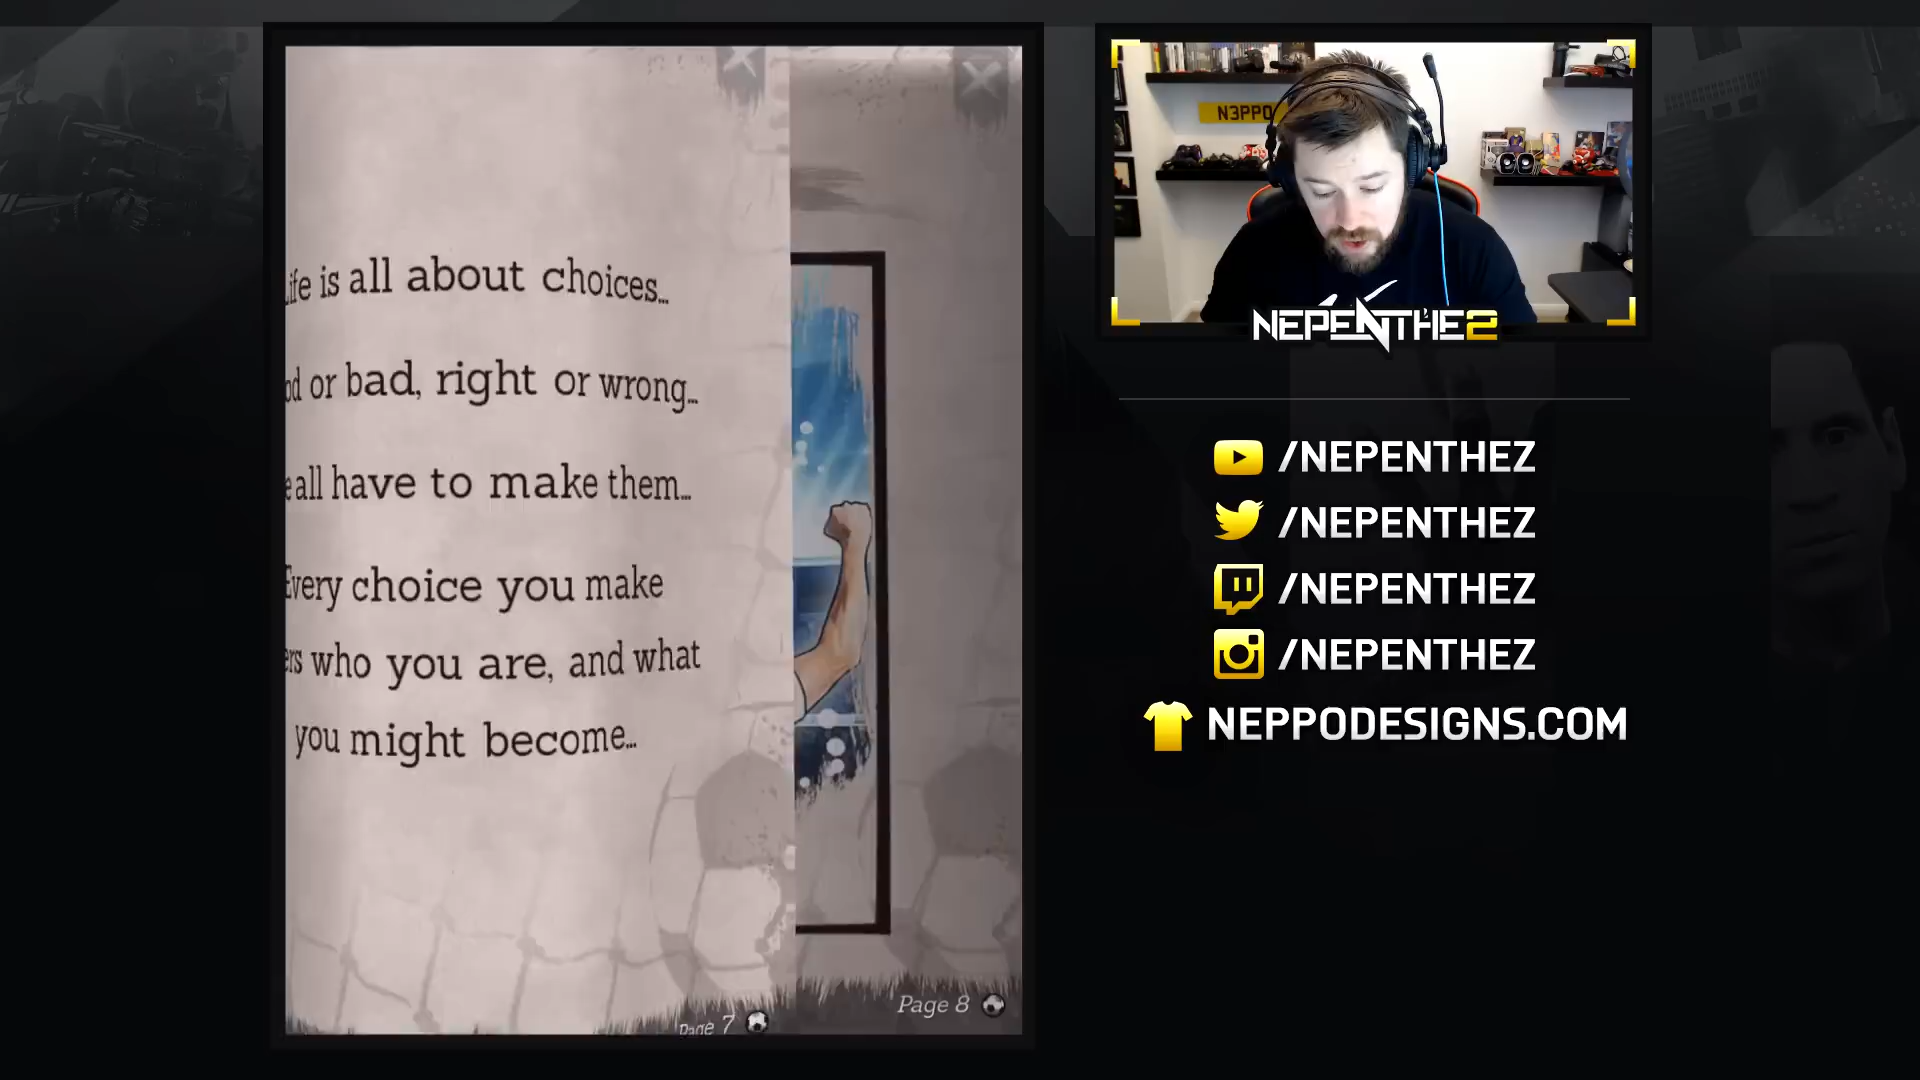 is all about choices...
or bad, right or wrong...
all have to make them...
Every choice you make
who you are, and what
you might become...
Page 7
Page 8
N3PPO
NEPENTHEZ
/NEPENTHEZ
/NEPENTHEZ
/NEPENTHEZ
/NEPENTHEZ
NEPPODESIGNS.COM